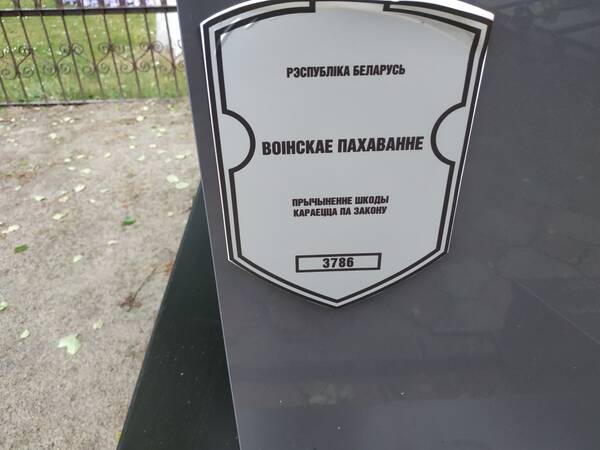 РЭСПУБЛІКА БЕЛАРУСЬ
ВОІНСКАЕ ПАХАВАННЕ
ПРЫЧЫНЕННЕ ШКОДЫ
КАРАЕЦЦА ПА ЗАКОНУ
3786